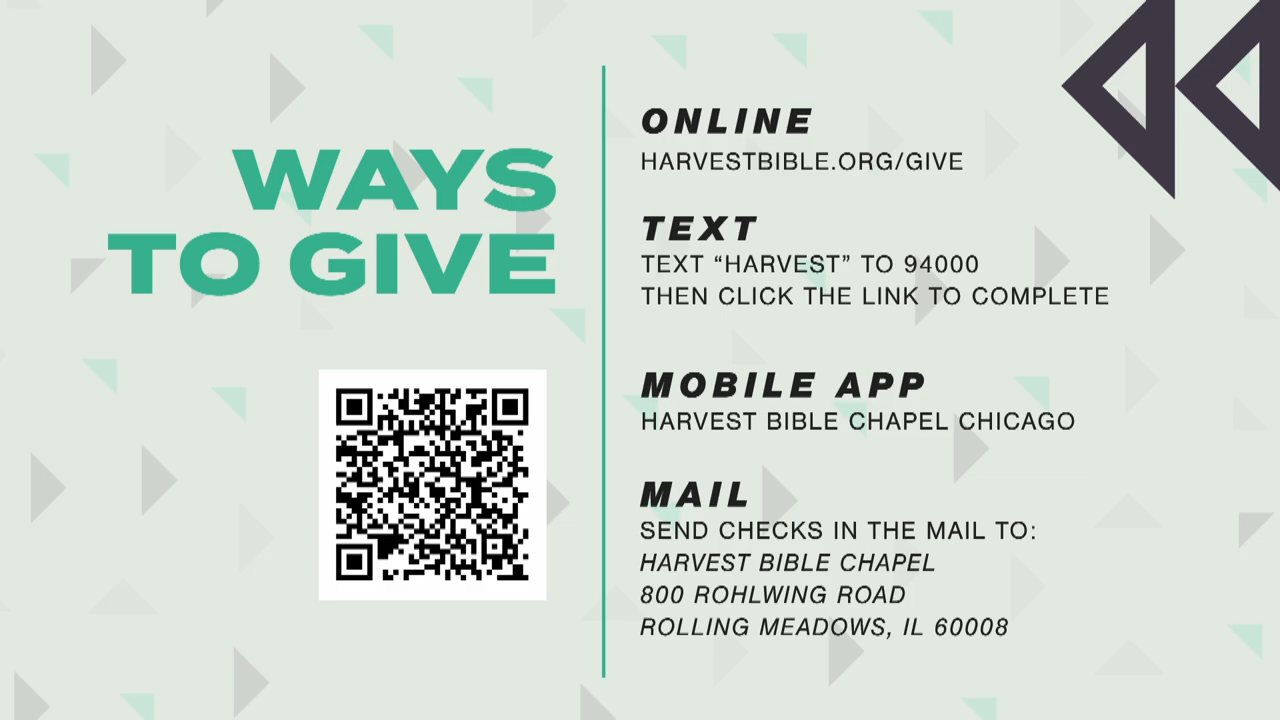 WAYS
TO GIVE
ONLINE
HARVESTBIBLE.ORG/GIVE
TEXT
TEXT “HARVEST” TO 94000
THEN CLICK THE LINK TO COMPLETE
MOBILE APP
HARVEST BIBLE CHAPEL CHICAGO
MAIL
SEND CHECKS IN THE MAIL TO:
HARVEST BIBLE CHAPEL
800 ROHLWING ROAD
ROLLING MEADOWS, IL 60008